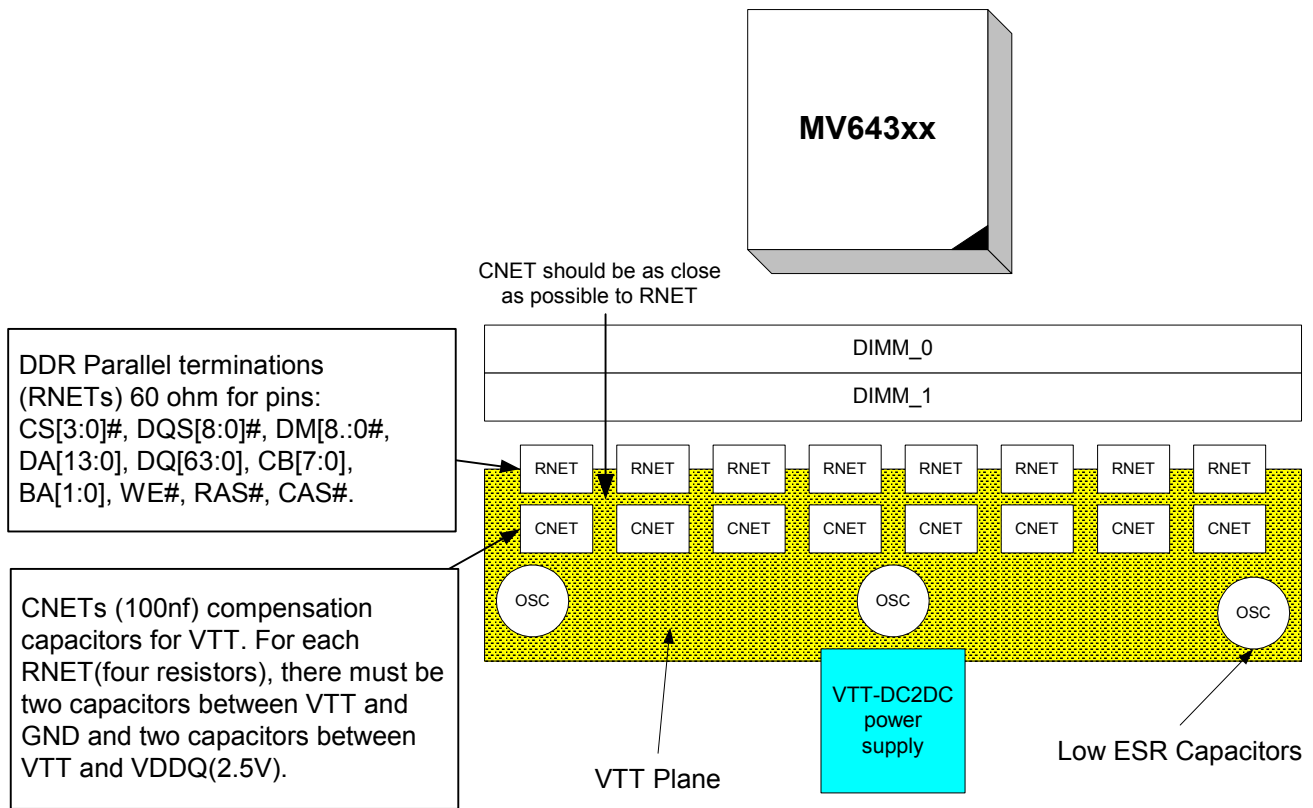 MV643xx
CNET should be as close
as possible to RNET
DIMM_0
DIMM_1
DDR Parallel terminations
(RNETs) 60 ohm for pins:
CS[3:0]#, DQS[8:0]#, DM[8.:0#,
DA[13:0], DQ[63:0], CB[7:0],
BA[1:0], WE#, RAS#, CAS#.
RNET RNET RNET RNET RNET RNET RNET RNET
CNET CNET CNET CNET CNET CNET CNET CNET
OSC OSC OSC
CNETs (100nf) compensation
capacitors for VTT. For each
RNET(four resistors), there must be
two capacitors between VTT and
GND and two capacitors between
VTT and VDDQ(2.5V).
VTT-DC2DC
power
supply
VTT Plane
Low ESR Capacitors